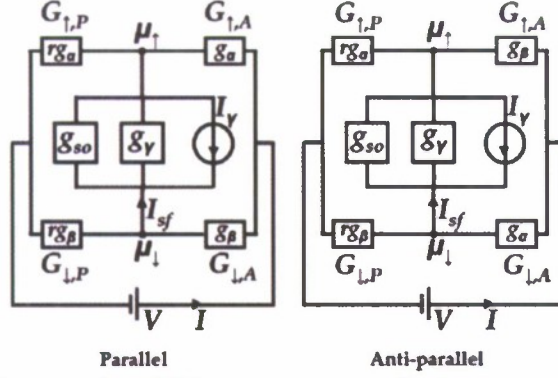 G↑,P μ↑ G↑,A G↑,P μ↑ G↑,A
rgα gα rgα gβ
Iγ Iγ
gso gγ gso gγ
Isf Isf
rgβ gβ rgβ gα
G↓,P μ↓ G↓,A G↓,P μ↓ G↓,A
V I V I
Parallel Anti-parallel